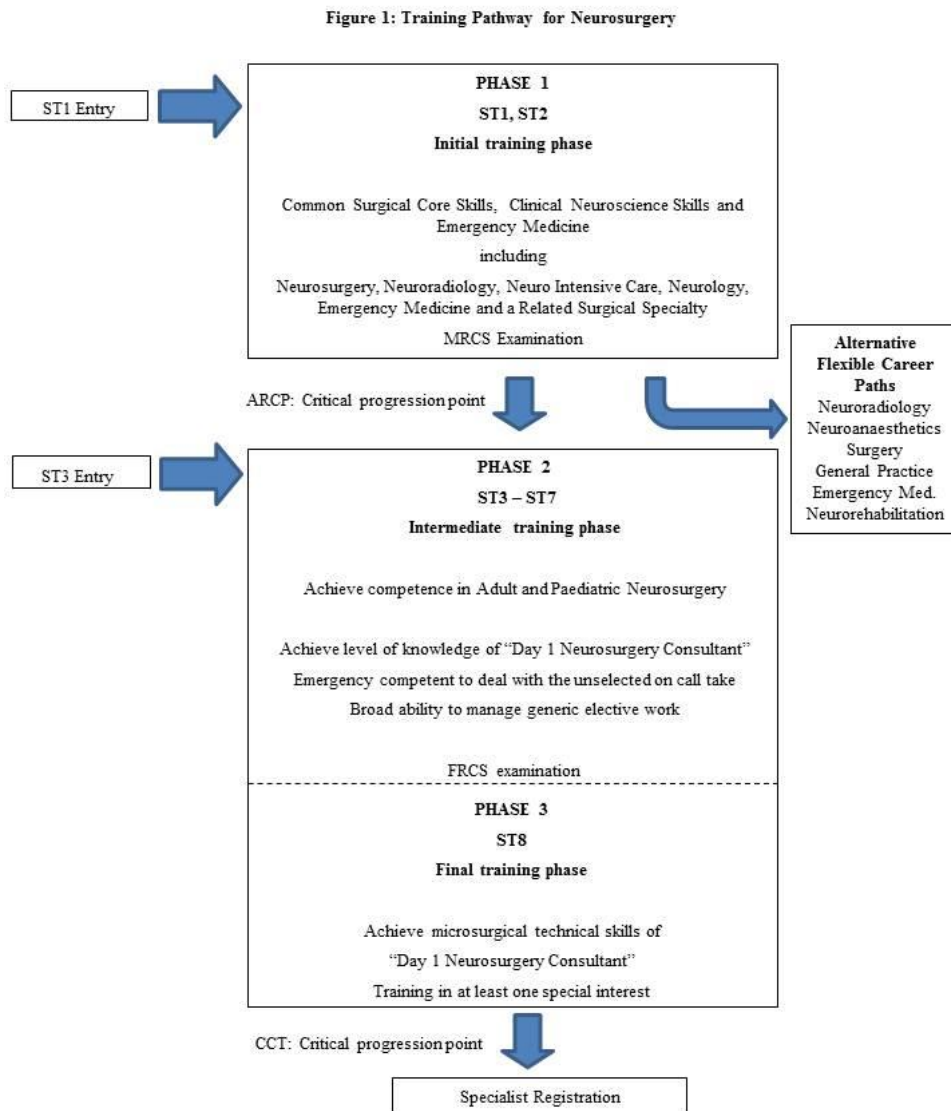 Figure 1: Training Pathway for Neurosurgery
ST1 Entry
PHASE 1
ST1, ST2
Initial training phase
Common Surgical Core Skills, Clinical Neuroscience Skills and
Emergency Medicine
including
Neurosurgery, Neuroradiology, Neuro Intensive Care, Neurology,
Emergency Medicine and a Related Surgical Specialty
MRCS Examination
ARCP: Critical progression point
Alternative
Flexible Career
Paths
Neuroradiology
Neuroanaesthetics
Surgery
General Practice
Emergency Med.
Neurorehabilitation
ST3 Entry
PHASE 2
ST3 – ST7
Intermediate training phase
Achieve competence in Adult and Paediatric Neurosurgery
Achieve level of knowledge of “Day 1 Neurosurgery Consultant”
Emergency competent to deal with the unselected on call take
Broad ability to manage generic elective work
FRCS examination
PHASE 3
ST8
Final training phase
Achieve microsurgical technical skills of
“Day 1 Neurosurgery Consultant”
Training in at least one special interest
CCT: Critical progression point
Specialist Registration